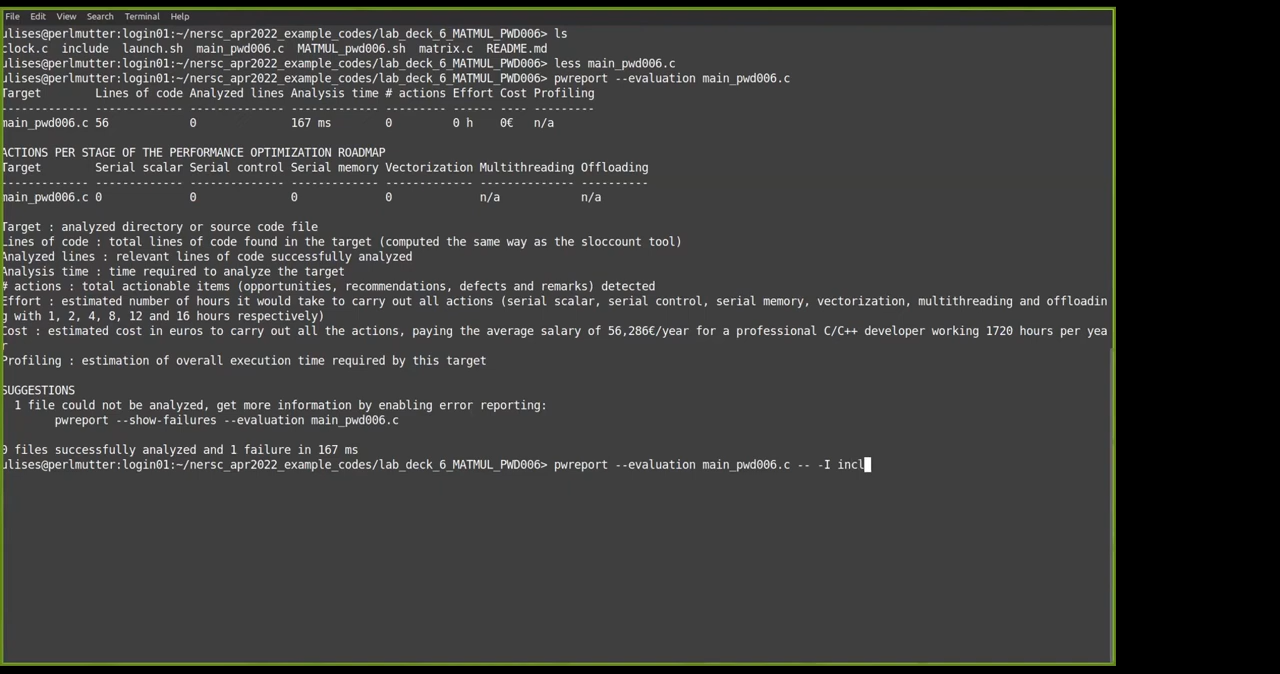 File Edit View Search Terminal Help
ulises@perlmutter:login01:~/nersc_apr2022_example_codes/lab_deck_6_MATMUL_PWD006> ls
clock.c include launch.sh main_pwd006.c MATMUL_pwd006.sh matrix.c README.md
ulises@perlmutter:login01:~/nersc_apr2022_example_codes/lab_deck_6_MATMUL_PWD006> less main_pwd006.c
ulises@perlmutter:login01:~/nersc_apr2022_example_codes/lab_deck_6_MATMUL_PWD006> pwreport --evaluation main_pwd006.c
Target Lines of code Analyzed lines Analysis time # actions Effort Cost Profiling
------------- ------------- -------------- ------------- --------- ------ ---- ---------
main_pwd006.c 56 0 167 ms 0 0 h 0€ n/a
ACTIONS PER STAGE OF THE PERFORMANCE OPTIMIZATION ROADMAP
Target Serial scalar Serial control Serial memory Vectorization Multithreading Offloading
------------- ------------- -------------- ------------- ------------- -------------- ----------
main_pwd006.c 0 0 0 0 n/a n/a
Target : analyzed directory or source code file
Lines of code : total lines of code found in the target (computed the same way as the sloccount tool)
Analyzed lines : relevant lines of code successfully analyzed
Analysis time : time required to analyze the target
# actions : total actionable items (opportunities, recommendations, defects and remarks) detected
Effort : estimated number of hours it would take to carry out all actions (serial scalar, serial control, serial memory, vectorization, multithreading and offloadin
g with 1, 2, 4, 8, 12 and 16 hours respectively)
Cost : estimated cost in euros to carry out all the actions, paying the average salary of 56,286€/year for a professional C/C++ developer working 1720 hours per yea
r
Profiling : estimation of overall execution time required by this target
SUGGESTIONS
1 file could not be analyzed, get more information by enabling error reporting:
pwreport --show-failures --evaluation main_pwd006.c
0 files successfully analyzed and 1 failure in 167 ms
ulises@perlmutter:login01:~/nersc_apr2022_example_codes/lab_deck_6_MATMUL_PWD006> pwreport --evaluation main_pwd006.c -- -I incl